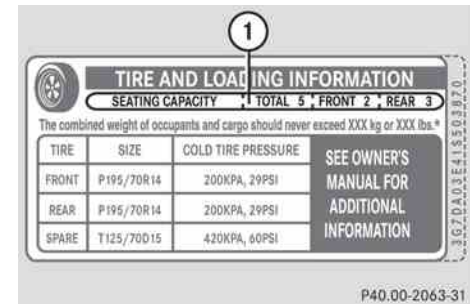 1
TIRE AND LOADING INFORMATION
SEATING CAPACITY TOTAL 5 FRONT 2 REAR 3
The combined weight of occupants and cargo should never exceed XXX kg or XXX lbs.*
TIRE SIZE COLD TIRE PRESSURE
FRONT P195/70R14 200KPA, 29PSI
REAR P195/70R14 200KPA, 29PSI
SPARE T125/70D15 420KPA, 60PSI
SEE OWNER'S
MANUAL FOR
ADDITIONAL
INFORMATION
3G7DA03E41S503870
P40.00-2063-31